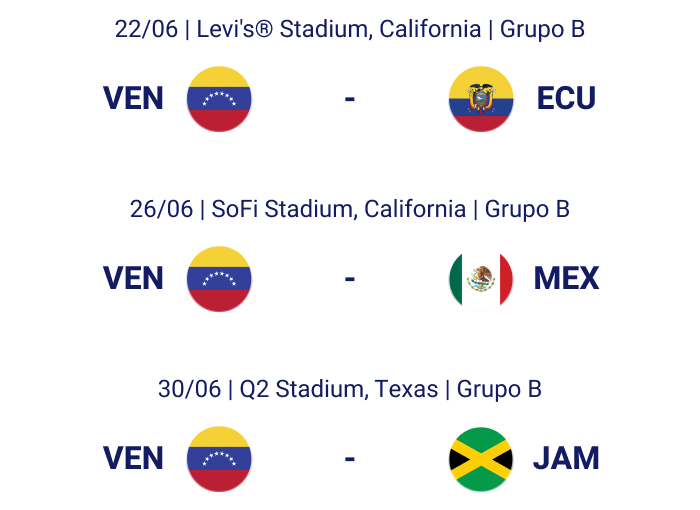 22/06 | Levi's® Stadium, California | Grupo B
VEN - ECU
26/06 | SoFi Stadium, California | Grupo B
VEN - MEX
30/06 | Q2 Stadium, Texas | Grupo B
VEN - JAM